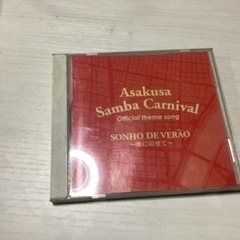 Asakusa
Samba Carnival
Official theme song
SONHO DE VERÃO